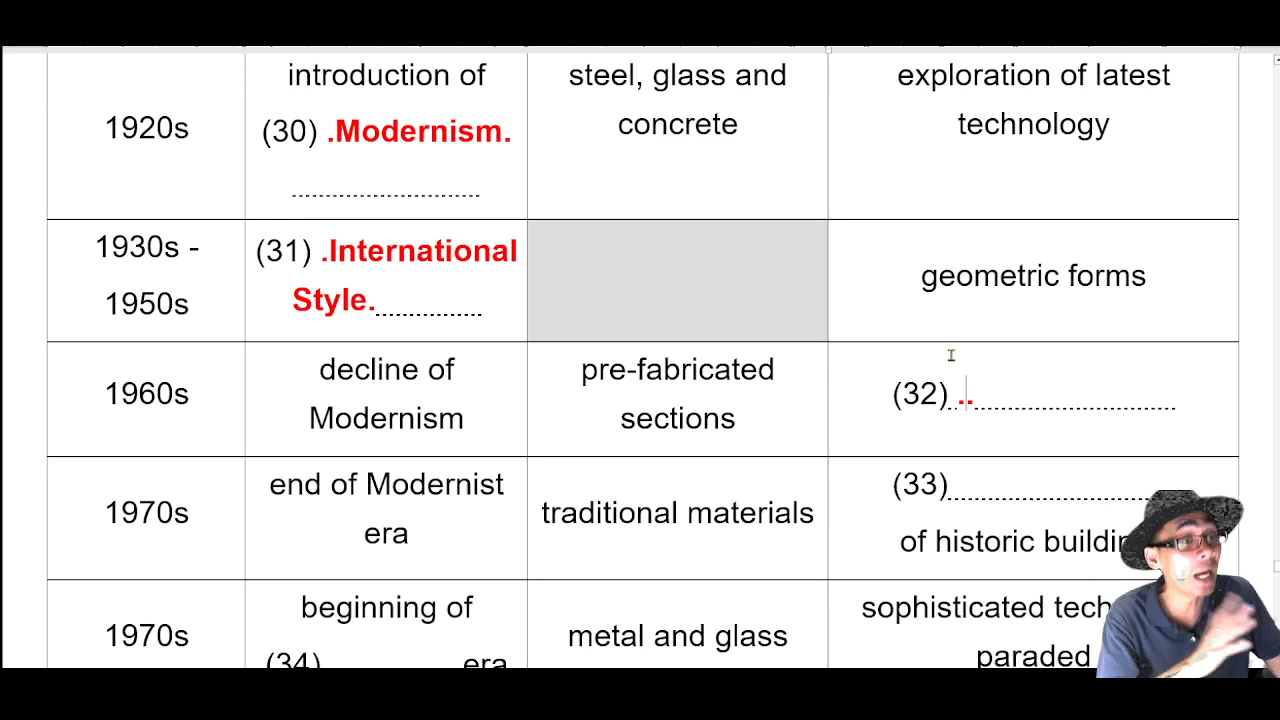 1920s
introduction of
(30) .Modernism.
steel, glass and
concrete
exploration of latest
technology
1930s -
1950s
(31) .International
Style.
geometric forms
1960s
decline of
Modernism
pre-fabricated
sections
(32) ..
1970s
end of Modernist
era
traditional materials
(33)
of historic
1970s
beginning of
(34) era
metal and glass
sophisticated
paraded